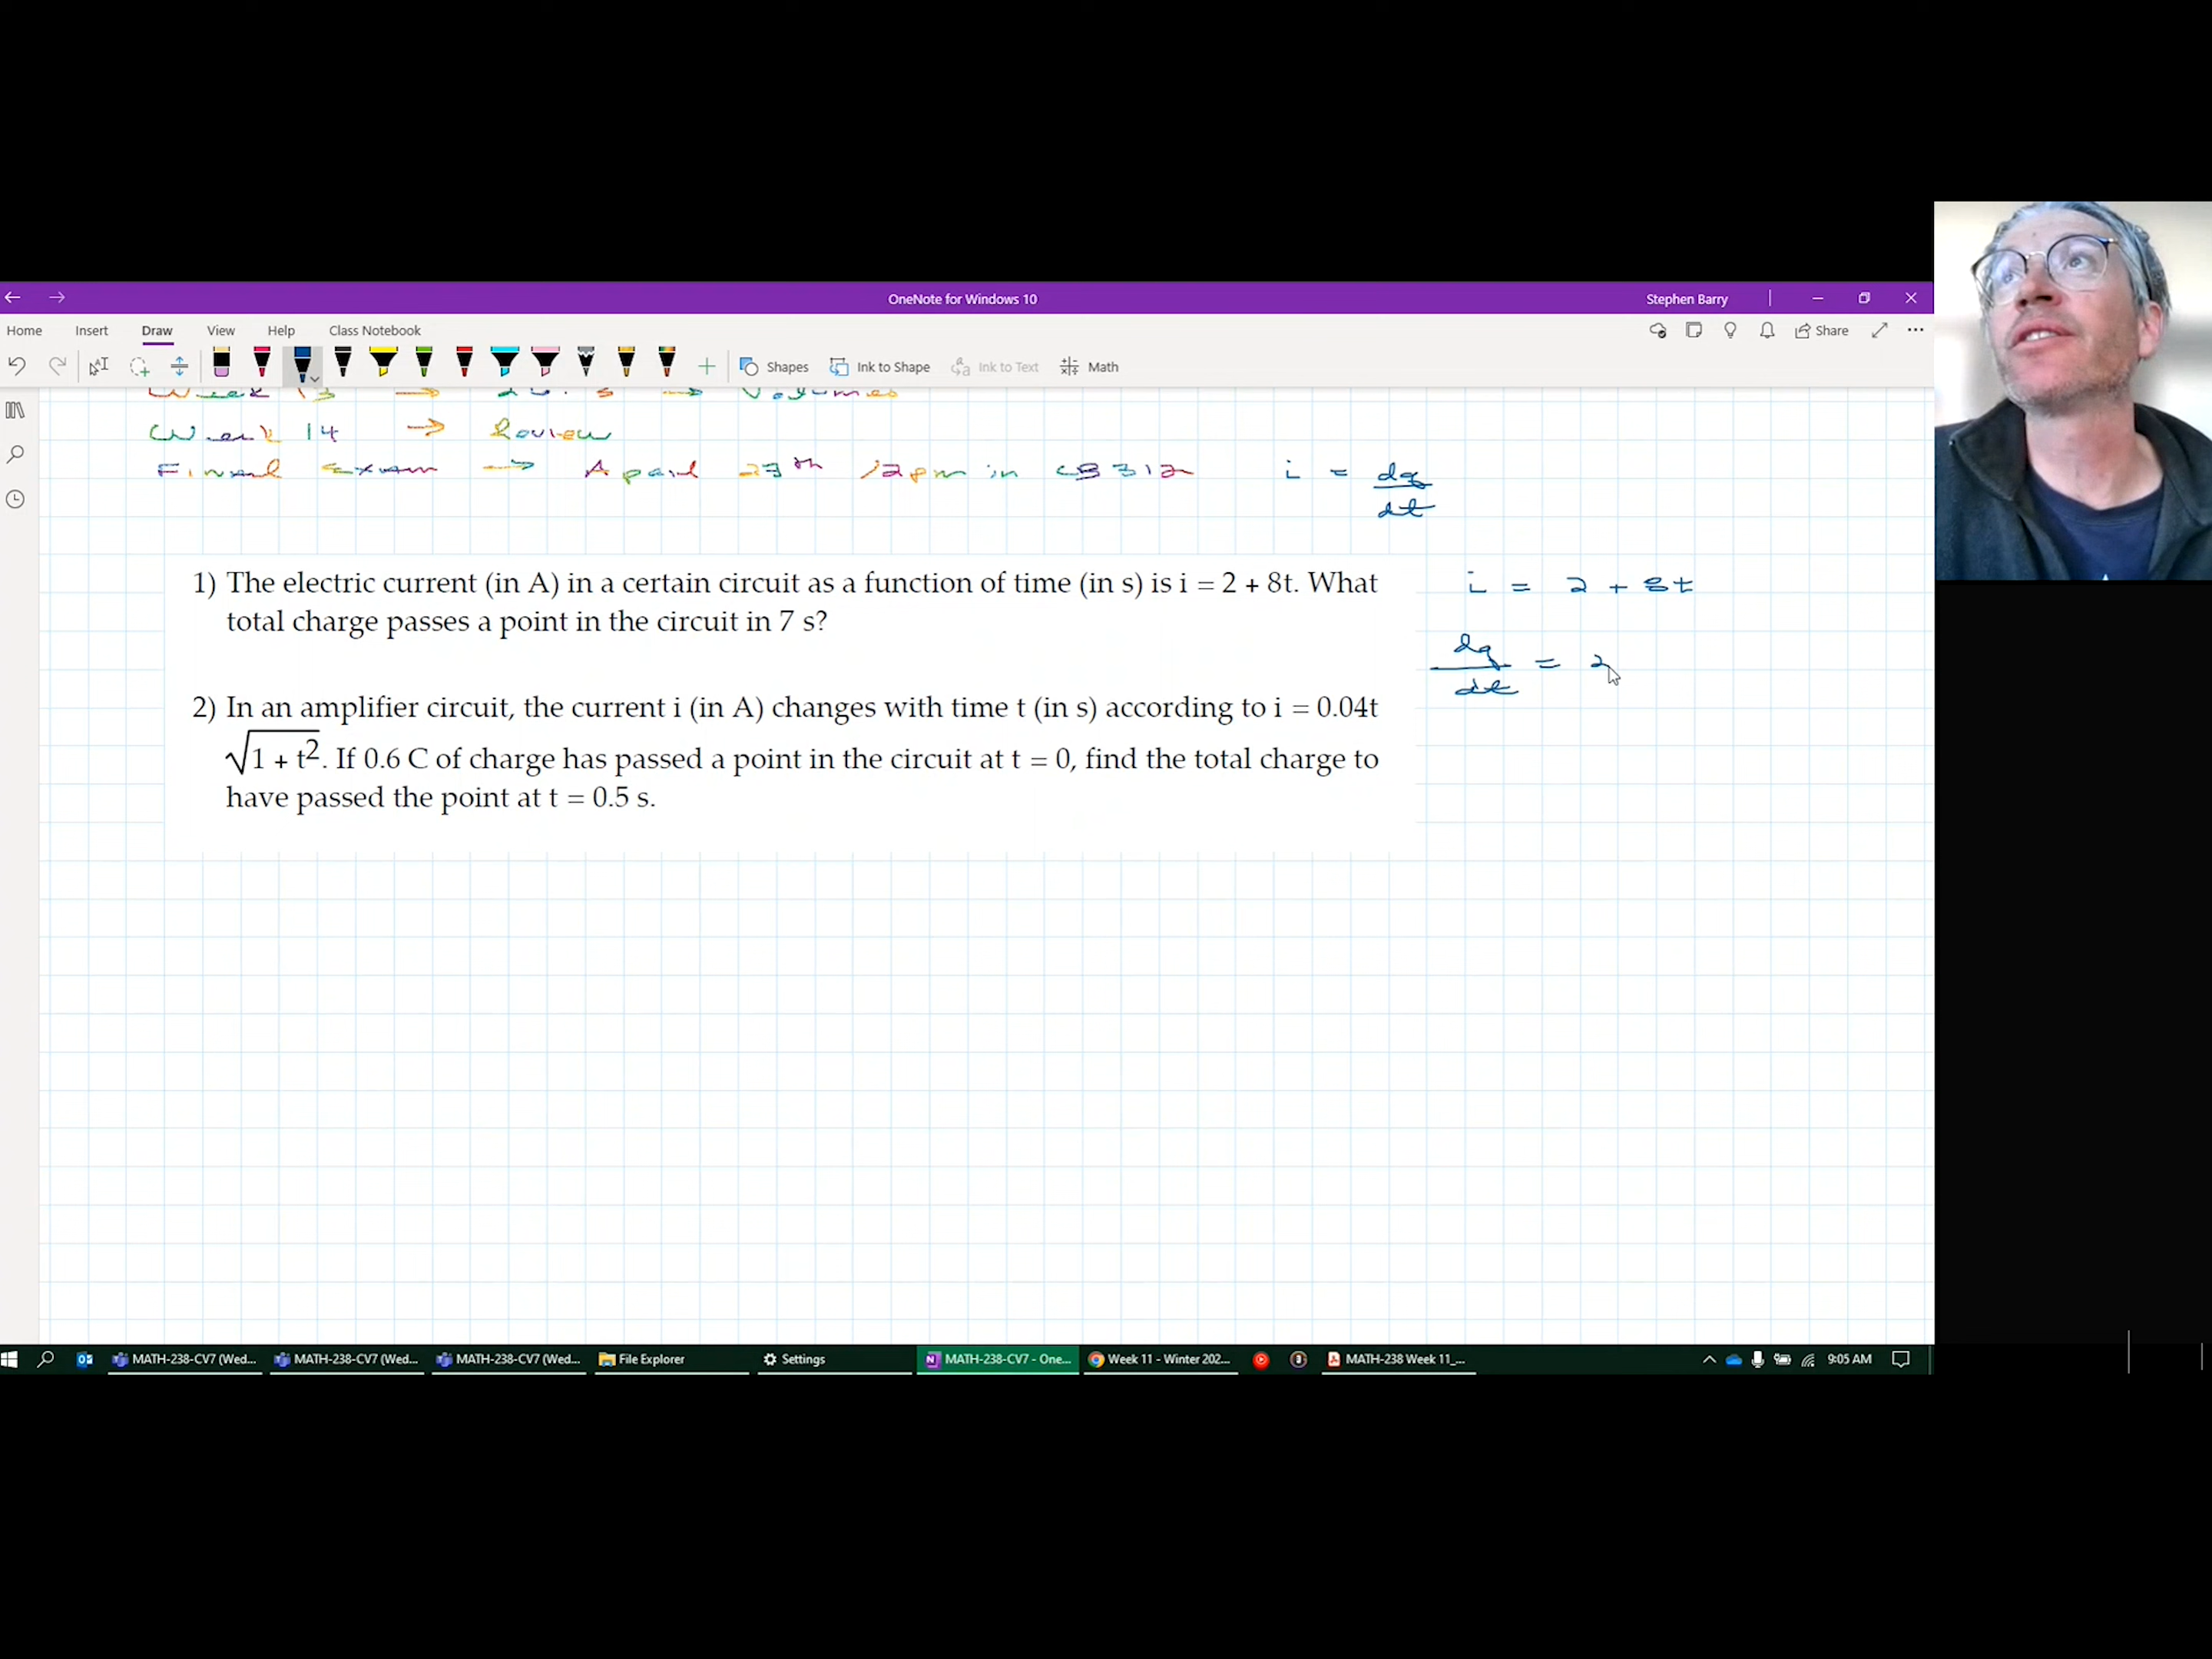 OneNote for Windows 10
Stephen Barry
Home Insert Draw View Help Class Notebook
Share
Shapes Ink to Shape Ink to Text Math
Week 13 → → Volumes
Week 14 → Review
Final Exam → April 23th 12pm in CB312
i = dq/dt
1) The electric current (in A) in a certain circuit as a function of time (in s) is i = 2 + 8t. What
total charge passes a point in the circuit in 7 s?
i = 2 + 8t
dq/dt = 2
2) In an amplifier circuit, the current i (in A) changes with time t (in s) according to i = 0.04t
√1 + t². If 0.6 C of charge has passed a point in the circuit at t = 0, find the total charge to
have passed the point at t = 0.5 s.
MATH-238-CV7 (Wed... MATH-238-CV7 (Wed... MATH-238-CV7 (Wed... File Explorer Settings MATH-238-CV7 - One... Week 11 - Winter 202... MATH-238 Week 11_... 9:05 AM